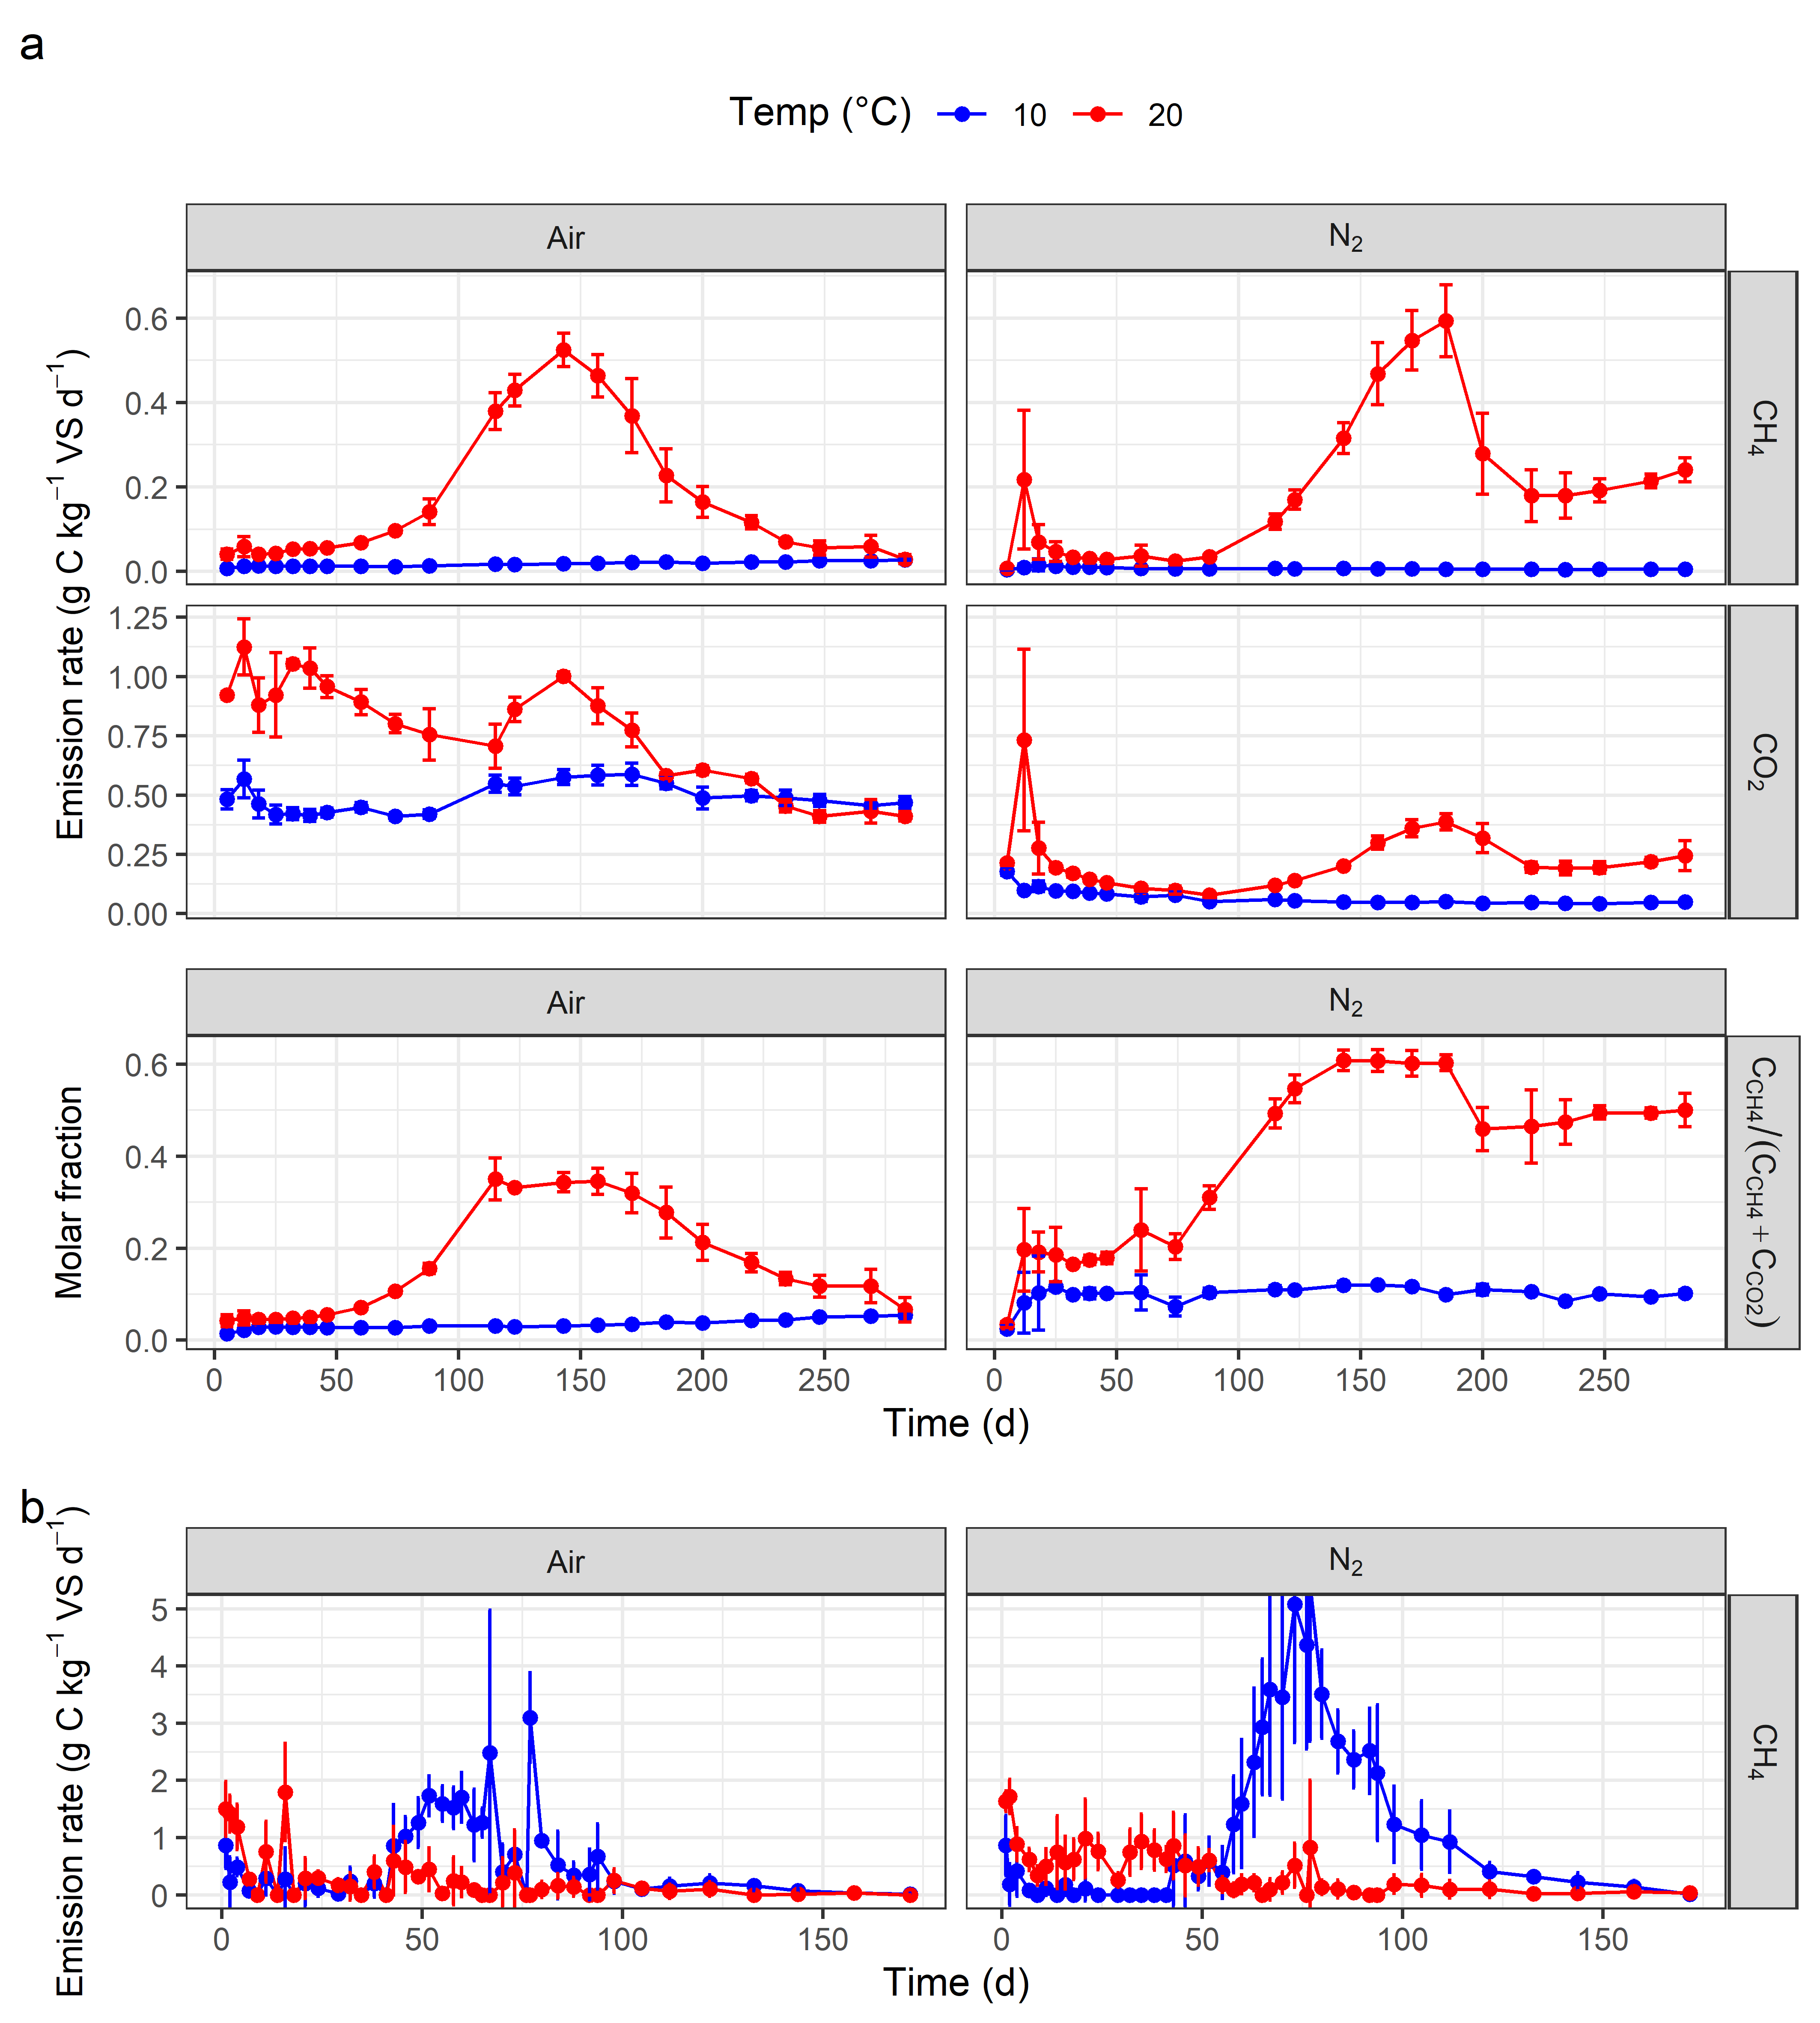 a
Temp (°C) 10 20
Air N₂
Emission rate (g C kg⁻¹ VS d⁻¹)
0.6
0.4
0.2
0.0
CH₄
1.25
1.00
0.75
0.50
0.25
0.00
CO₂
Air N₂
Molar fraction
0.6
0.4
0.2
0.0
C_CH4/(C_CH4+C_CO2)
0 50 100 150 200 250 0 50 100 150 200 250
Time (d)
b
Air N₂
Emission rate (g C kg⁻¹ VS d⁻¹)
5
4
3
2
1
0
CH₄
0 50 100 150 0 50 100 150
Time (d)